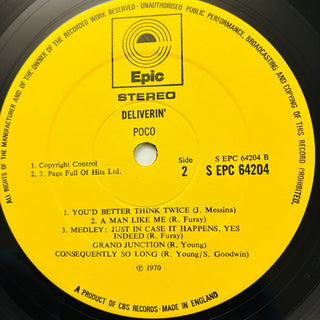 ALL RIGHTS OF THE MANUFACTURER AND OF THE OWNER OF THE RECORDED WORK RESERVED · UNAUTHORISED PUBLIC PERFORMANCE, BROADCASTING AND COPYING OF THIS RECORD PROHIBITED.
Epic
STEREO
DELIVERIN'
POCO
1. Copyright Control
2. 3. Page Full Of Hits Ltd.
Side
2
S EPC 64204 B
S EPC 64204
1. YOU'D BETTER THINK TWICE (J. Messina)
2. A MAN LIKE ME (R. Furay)
3. MEDLEY: JUST IN CASE IT HAPPENS, YES
INDEED (R. Furay)
GRAND JUNCTION (R. Young)
CONSEQUENTLY SO LONG (R. Young/S. Goodwin)
℗ 1970
A PRODUCT OF CBS RECORDS · MADE IN ENGLAND